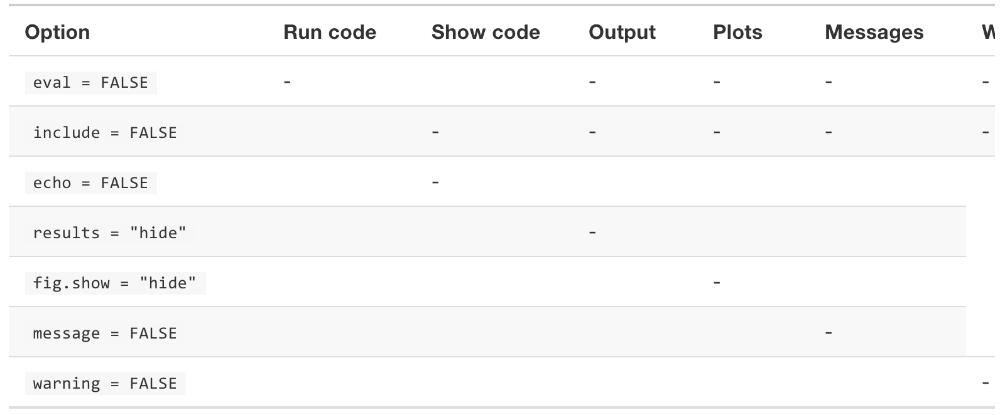 Option Run code Show code Output Plots Messages W
eval = FALSE - - - - -
include = FALSE - - - - -
echo = FALSE -
results = "hide" -
fig.show = "hide" -
message = FALSE -
warning = FALSE -